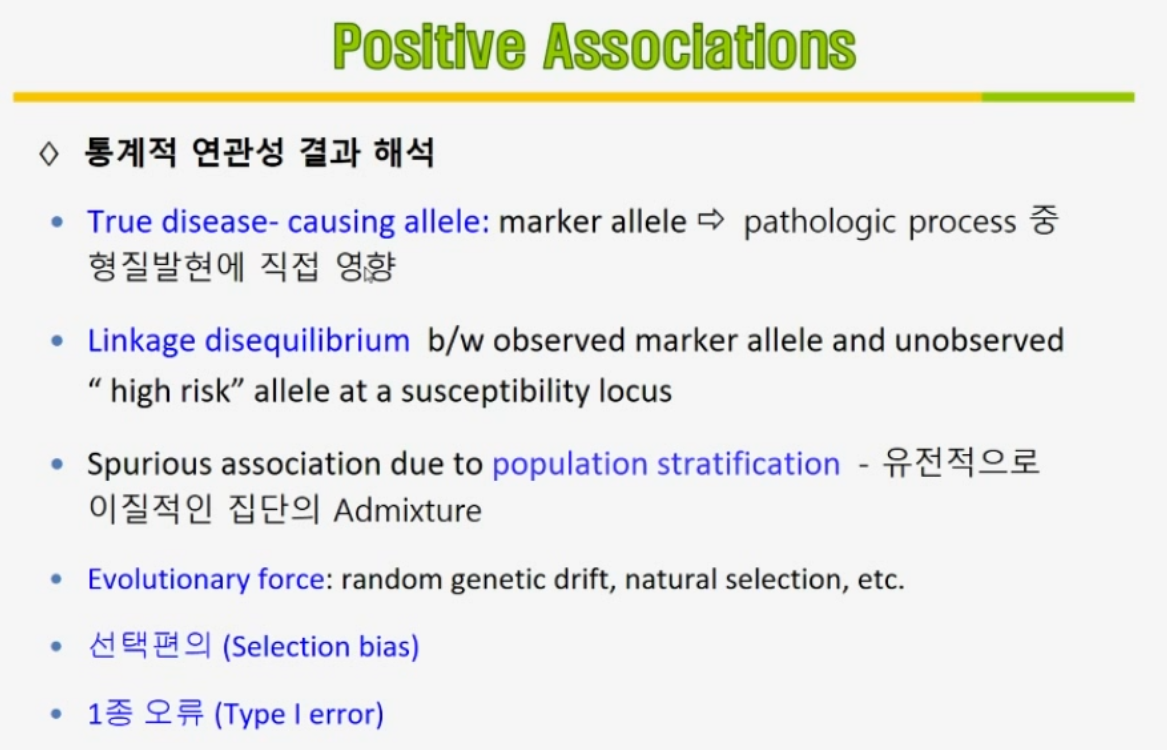 Positive Associations
◇ 통계적 연관성 결과 해석
• True disease- causing allele: marker allele ⇨ pathologic process 중
형질발현에 직접 영향
• Linkage disequilibrium b/w observed marker allele and unobserved
“ high risk” allele at a susceptibility locus
• Spurious association due to population stratification - 유전적으로
이질적인 집단의 Admixture
• Evolutionary force: random genetic drift, natural selection, etc.
• 선택편의 (Selection bias)
• 1종 오류 (Type I error)